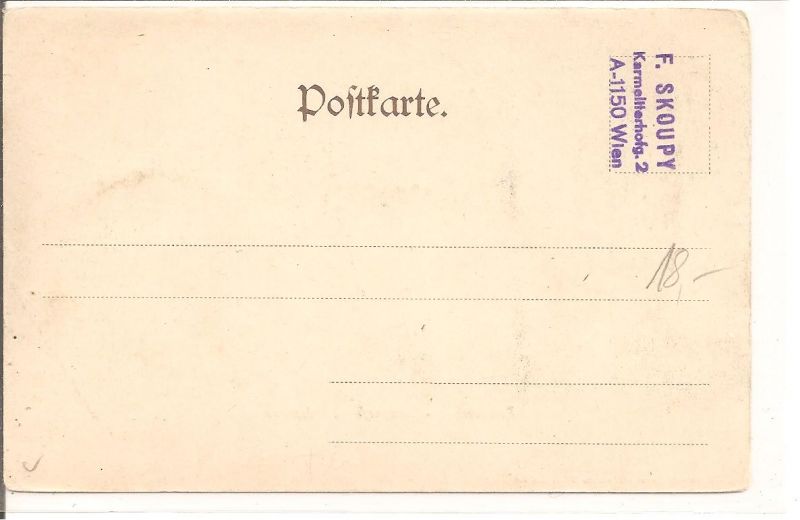 Poſtkarte.
F. SKOUPY
Karmeliterhofg. 2
A-1150 Wien
18,–